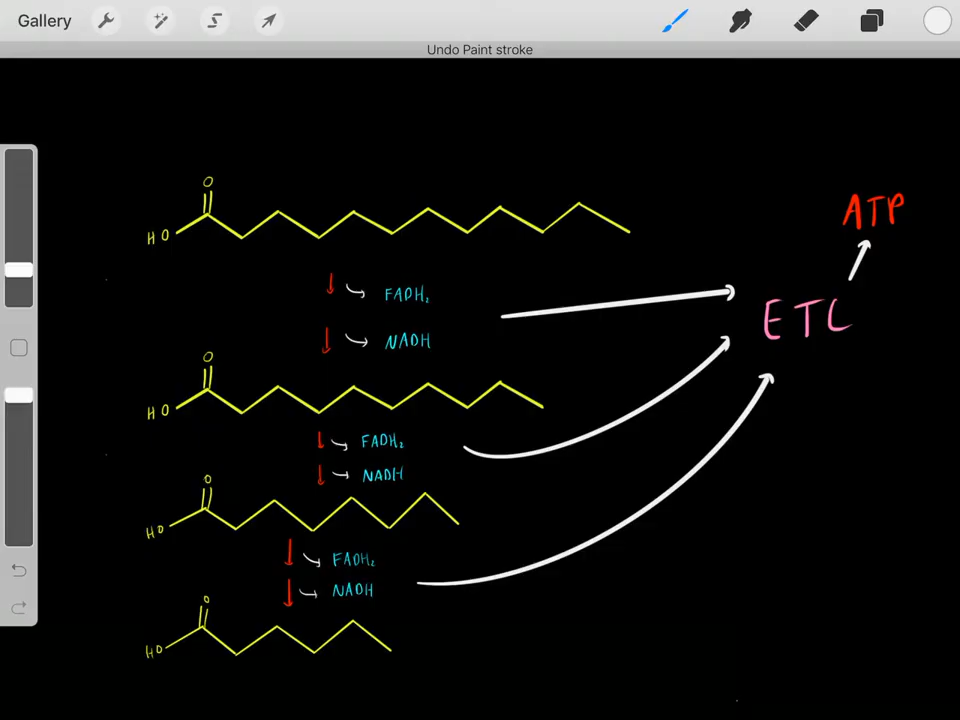 Gallery
Undo Paint stroke
O
HO
ATP
FADH₂
ETC
NADH
O
HO
FADH₂
NADH
O
HO
FADH₂
NADH
O
HO